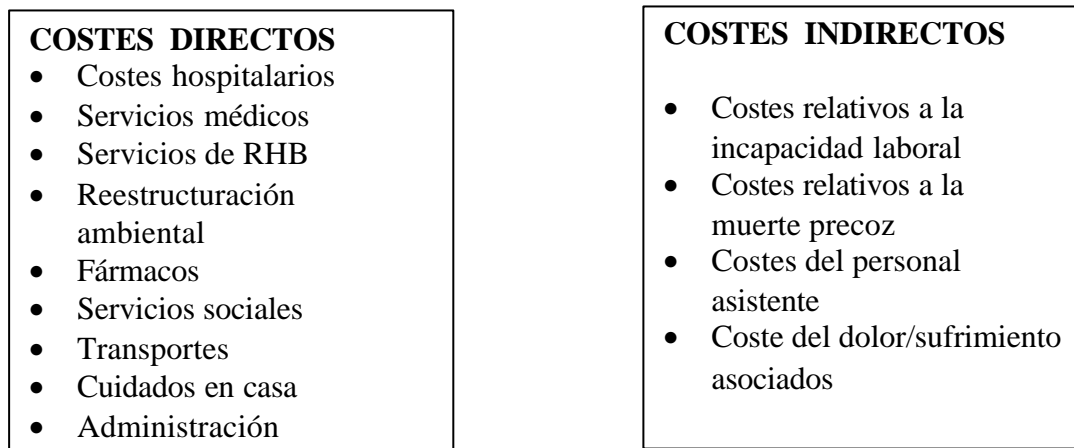 COSTES DIRECTOS
• Costes hospitalarios
• Servicios médicos
• Servicios de RHB
• Reestructuración
ambiental
• Fármacos
• Servicios sociales
• Transportes
• Cuidados en casa
• Administración
COSTES INDIRECTOS
• Costes relativos a la
incapacidad laboral
• Costes relativos a la
muerte precoz
• Costes del personal
asistente
• Coste del dolor/sufrimiento
asociados